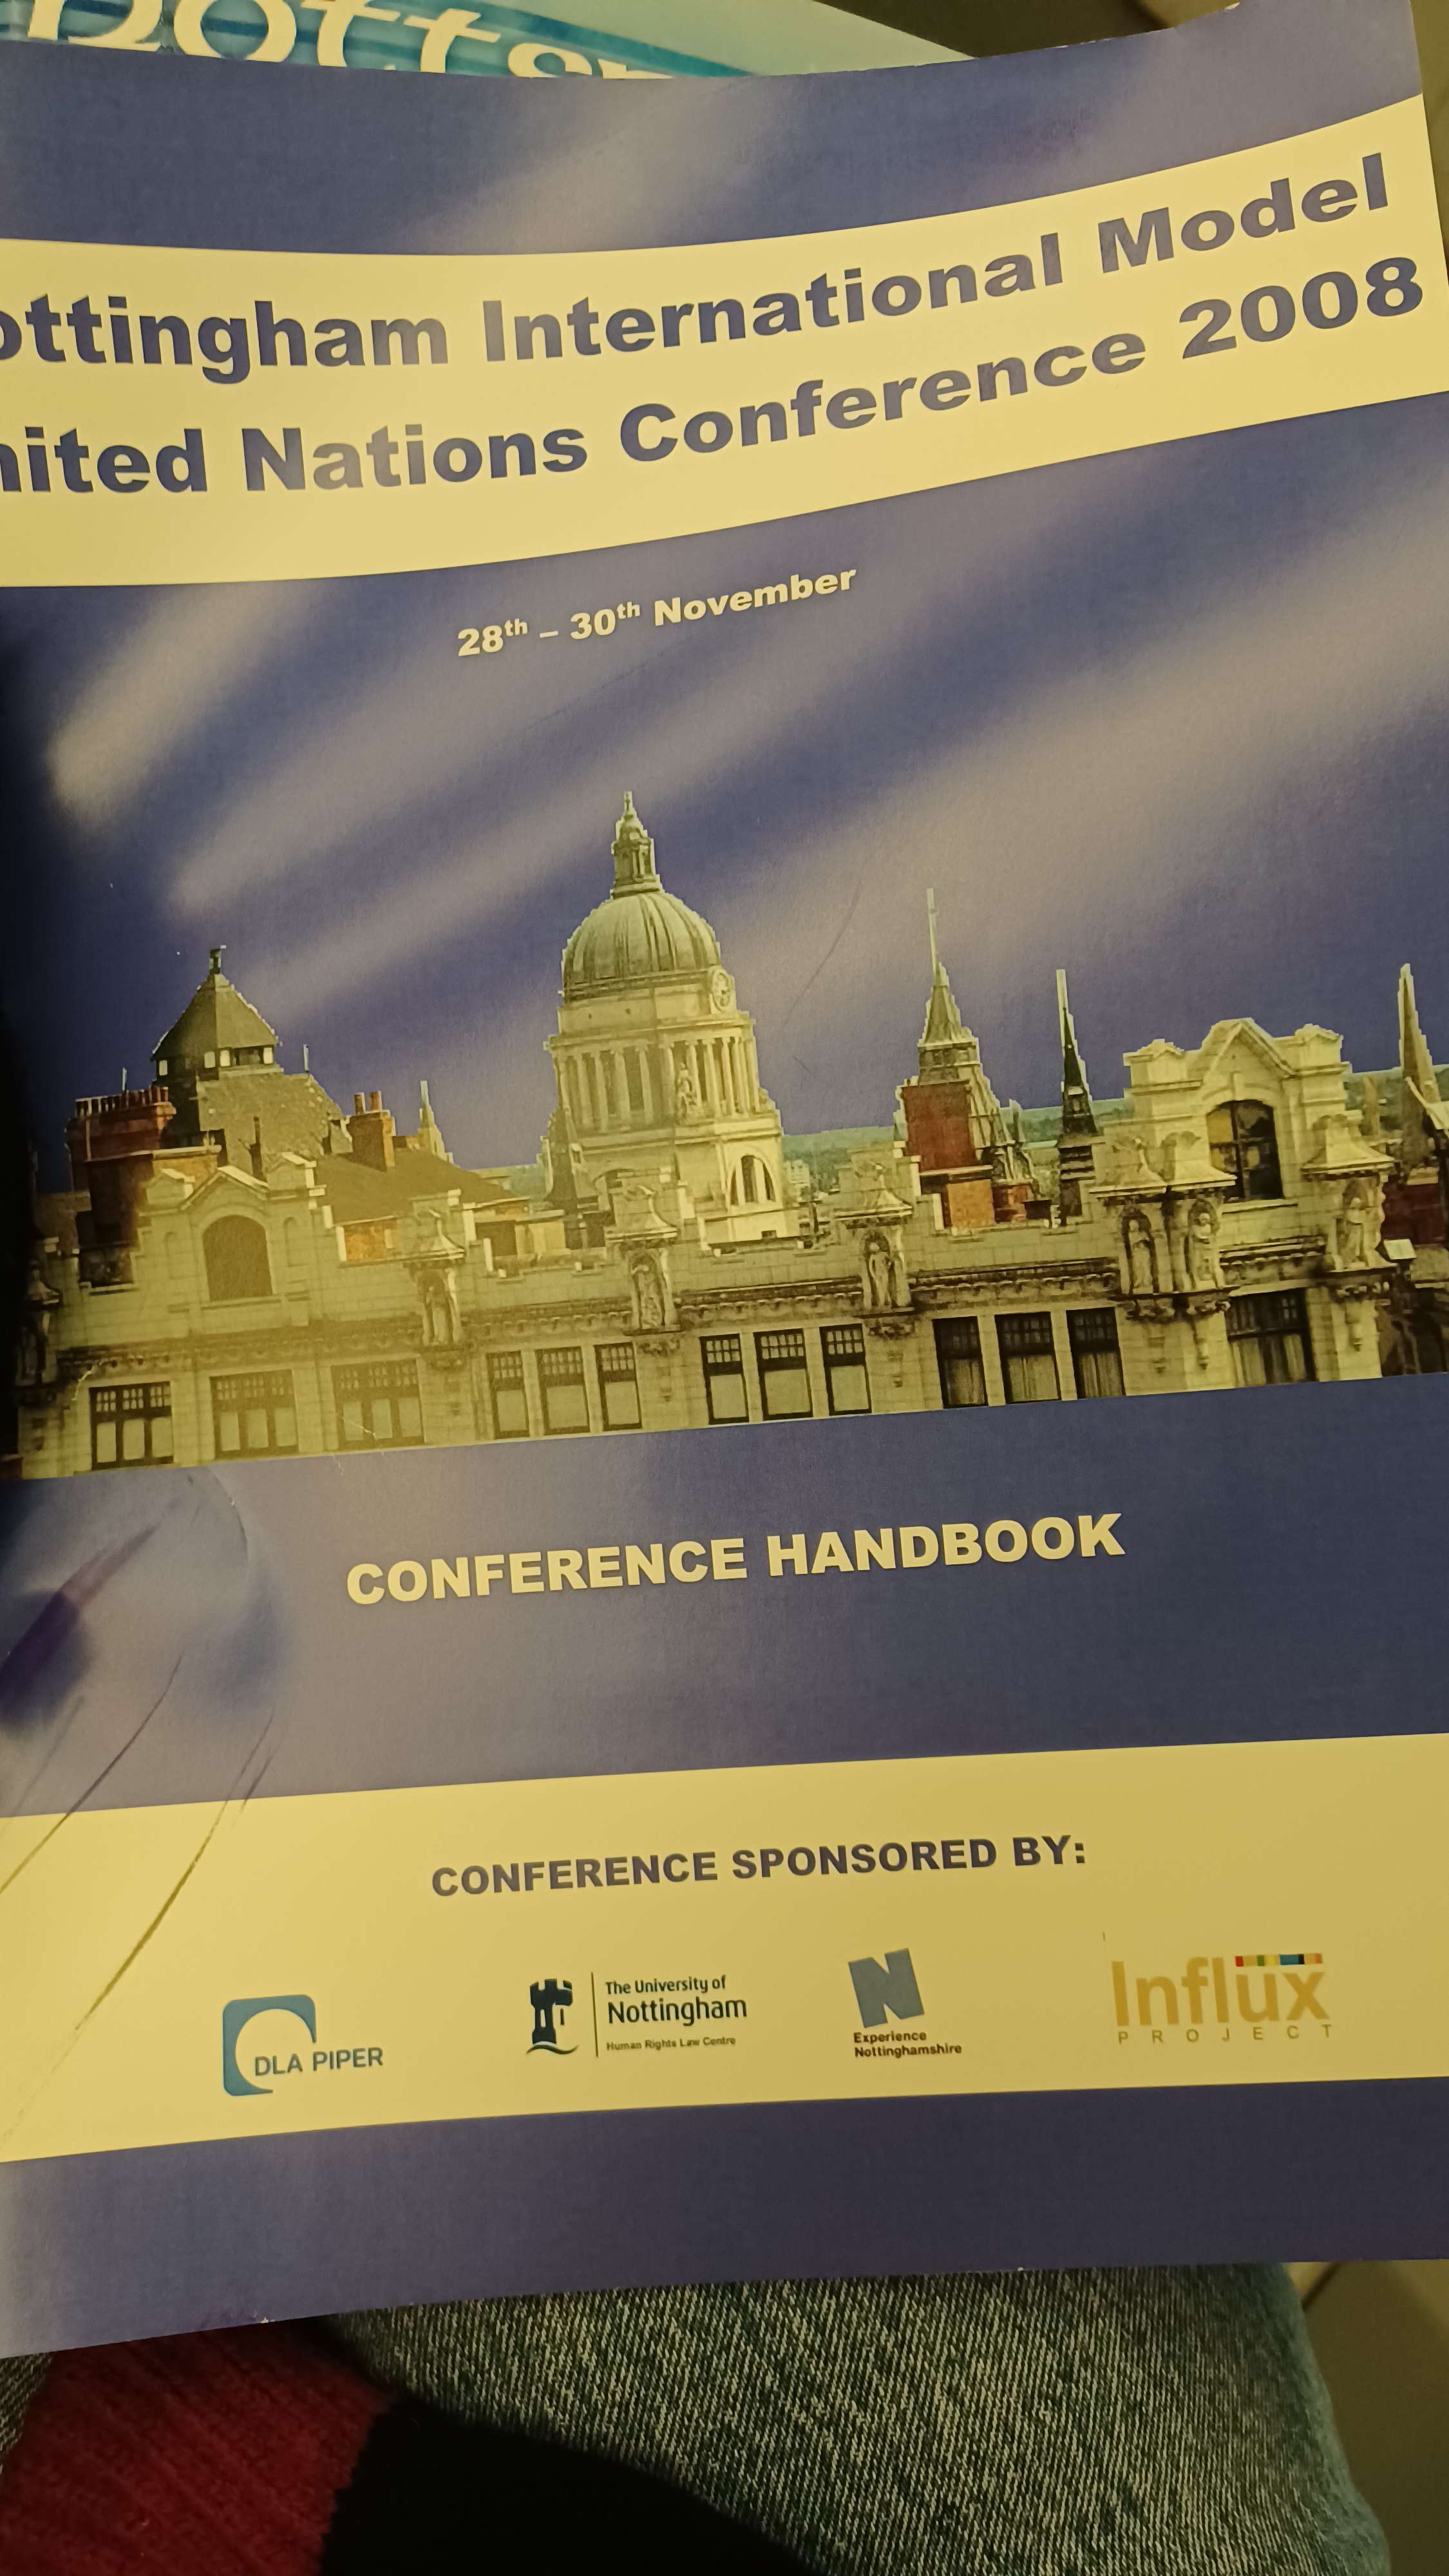 otter
ottingham International Model
nited Nations Conference 2008
28th – 30th November
CONFERENCE HANDBOOK
CONFERENCE SPONSORED BY:
DLA PIPER
The University of
Nottingham
Human Rights Law Centre
N
Experience
Nottinghamshire
Influx
PROJECT